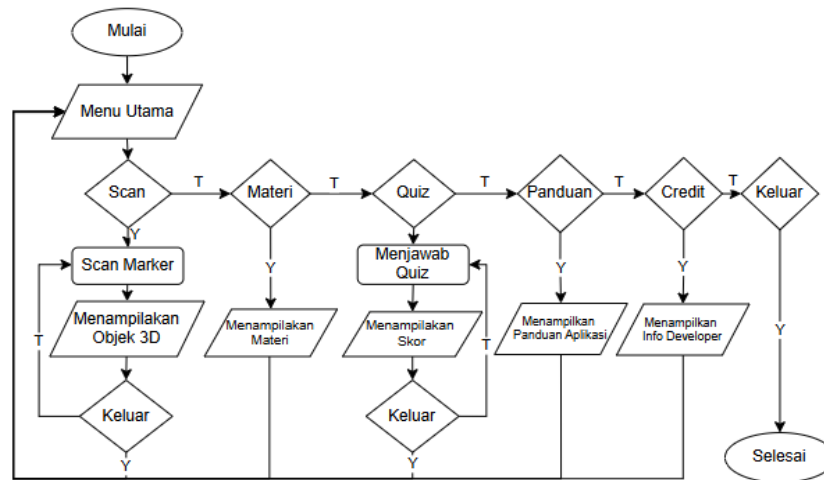 Mulai
Menu Utama
Scan
T
Materi
T
Quiz
T
Panduan
T
Credit
T
Keluar
Y
Y
Y
Y
Y
Y
Scan Marker
Menjawab
Quiz
Menampilakan
Objek 3D
Menampilakan
Materi
Menampilakan
Skor
Menampilkan
Panduan Aplikasi
Menampilkan
Info Developer
T
T
Keluar
Keluar
Y
Y
Selesai